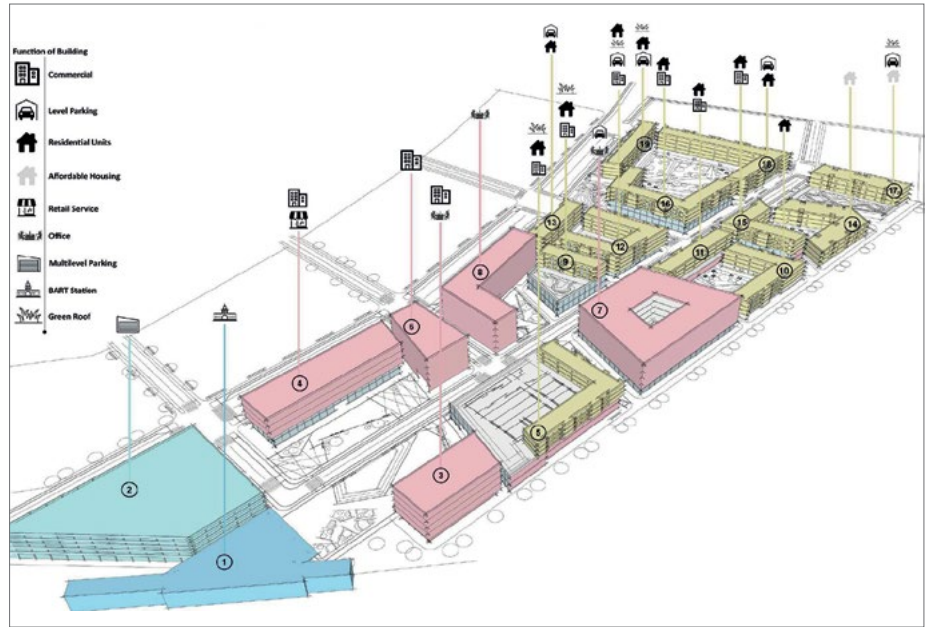 Function of Building
Commercial
Level Parking
Residential Units
Affordable Housing
Retail Service
Office
Multilevel Parking
BART Station
Green Roof
19
18
17
16
13
15
14
12
9
11
10
8
7
6
4
5
3
2
1